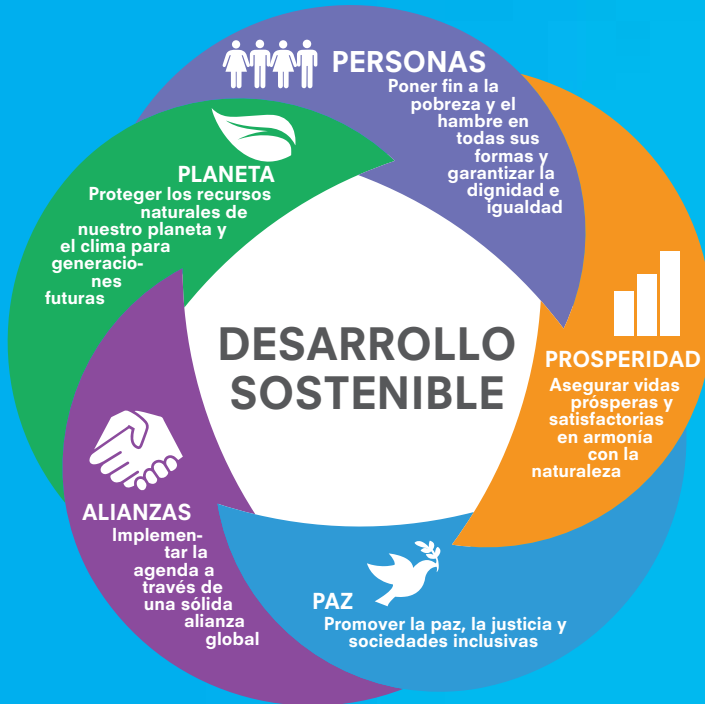 PERSONAS
Poner fin a la
pobreza y el
hambre en
todas sus
formas y
garantizar la
dignidad e
igualdad
PLANETA
Proteger los recursos
naturales de
nuestro planeta y
el clima para
generacio-
nes
futuras
DESARROLLO
SOSTENIBLE
PROSPERIDAD
Asegurar vidas
prósperas y
satisfactorias
en armonía
con la
naturaleza
ALIANZAS
Implemen-
tar la
agenda a
través de
una sólida
alianza
global
PAZ
Promover la paz, la justicia y
sociedades inclusivas